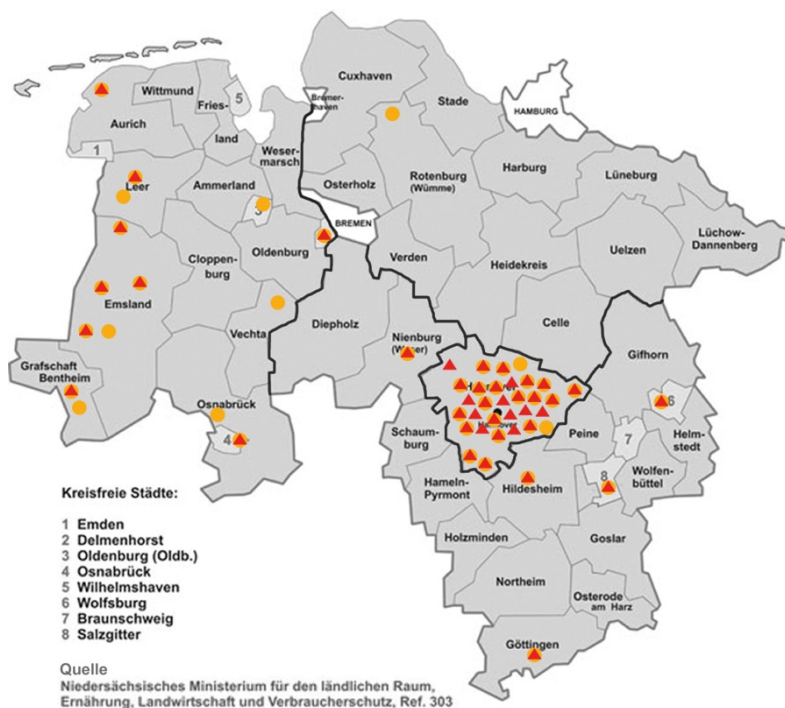 Cuxhaven
Wittmund
Fries-
land
5
Bremer-
haven
Stade
HAMBURG
Aurich
1
Weser-
marsch
Harburg
Lüneburg
Leer
Ammerland
Osterholz
Rotenburg
(Wümme)
3
BREMEN
Lüchow-
Dannenberg
Oldenburg
Uelzen
Cloppen-
burg
Verden
Heidekreis
Emsland
Vechta
Diepholz
Celle
Nienburg
(Weser)
Gifhorn
Grafschaft
Bentheim
Hannover
Osnabrück
6
4
Hannover
Schaum-
burg
Peine
7
Helm-
stedt
Wolfen-
büttel
8
Hameln-
Pyrmont
Hildesheim
Kreisfreie Städte:
1 Emden
2 Delmenhorst
3 Oldenburg (Oldb.)
4 Osnabrück
5 Wilhelmshaven
6 Wolfsburg
7 Braunschweig
8 Salzgitter
Holzminden
Goslar
Northeim
Osterode
am Harz
Göttingen
Quelle
Niedersächsisches Ministerium für den ländlichen Raum,
Ernährung, Landwirtschaft und Verbraucherschutz, Ref. 303